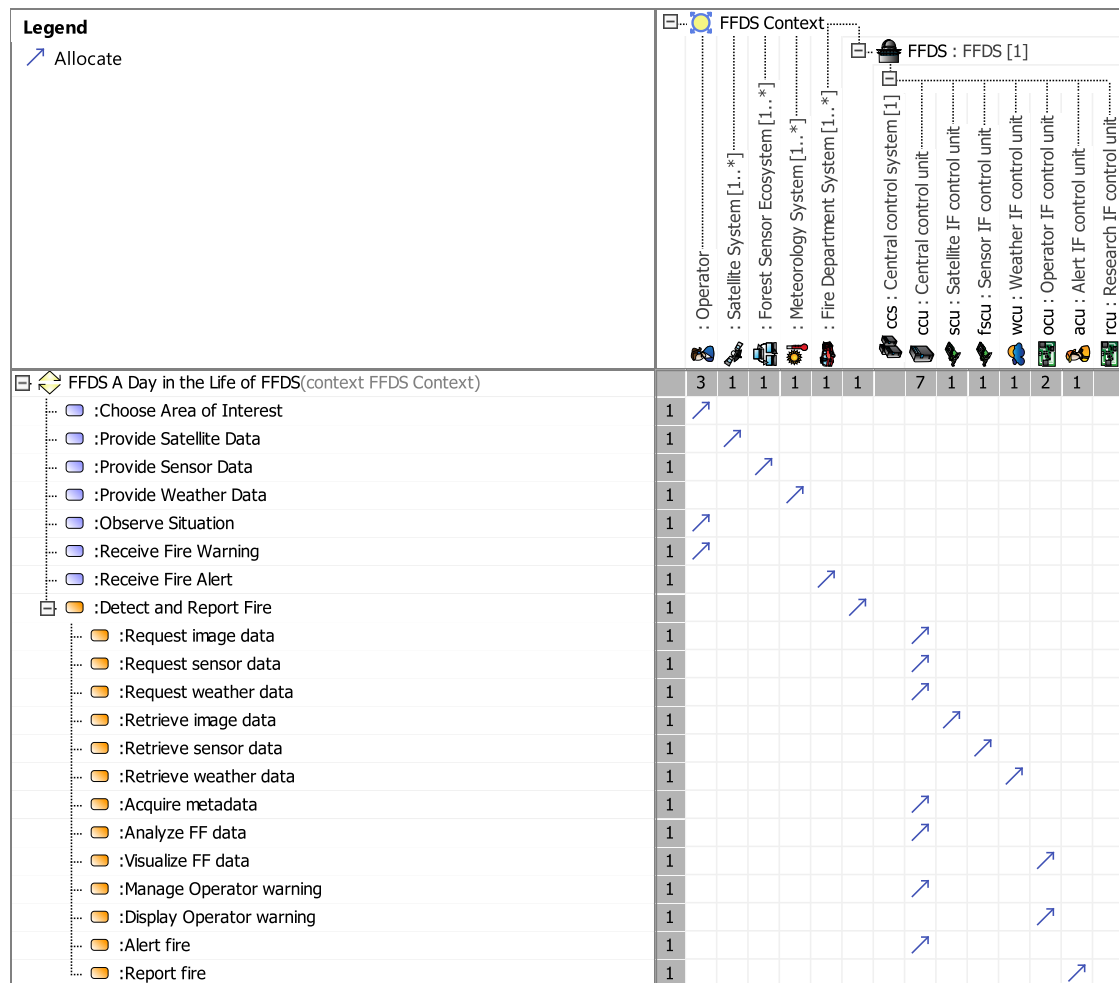 Legend
Allocate
FFDS Context
FFDS : FFDS [1]
: Operator
: Satellite System [1..*]
: Forest Sensor Ecosystem [1..*]
: Meteorology System [1..*]
: Fire Department System [1..*]
ccs : Central control system [1]
ccu : Central control unit
scu : Satellite IF control unit
fscu : Sensor IF control unit
wcu : Weather IF control unit
ocu : Operator IF control unit
acu : Alert IF control unit
rcu : Research IF control unit
FFDS A Day in the Life of FFDS(context FFDS Context) 3 1 1 1 1 1 7 1 1 1 2 1
:Choose Area of Interest 1
:Provide Satellite Data 1
:Provide Sensor Data 1
:Provide Weather Data 1
:Observe Situation 1
:Receive Fire Warning 1
:Receive Fire Alert 1
:Detect and Report Fire 1
:Request image data 1
:Request sensor data 1
:Request weather data 1
:Retrieve image data 1
:Retrieve sensor data 1
:Retrieve weather data 1
:Acquire metadata 1
:Analyze FF data 1
:Visualize FF data 1
:Manage Operator warning 1
:Display Operator warning 1
:Alert fire 1
:Report fire 1